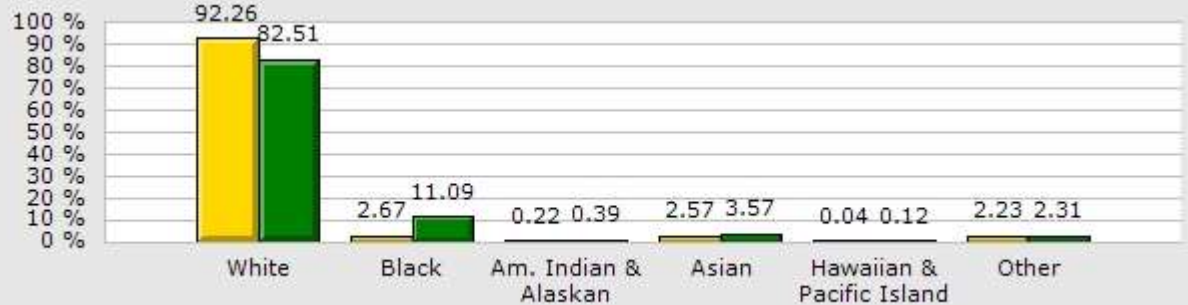 92.26
100 %
82.51
90 %
80 %
70 %
60 %
50 %
40 %
30 %
20 %
10 %
0 %
2.67
11.09
0.22 0.39
2.57 3.57
0.04 0.12
2.23 2.31
White
Black
Am. Indian &
Alaskan
Asian
Hawaiian &
Pacific Island
Other